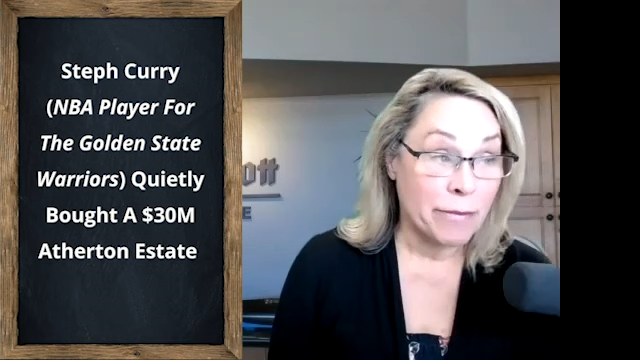 Steph Curry
(NBA Player For
The Golden State
Warriors) Quietly
Bought A $30M
Atherton Estate